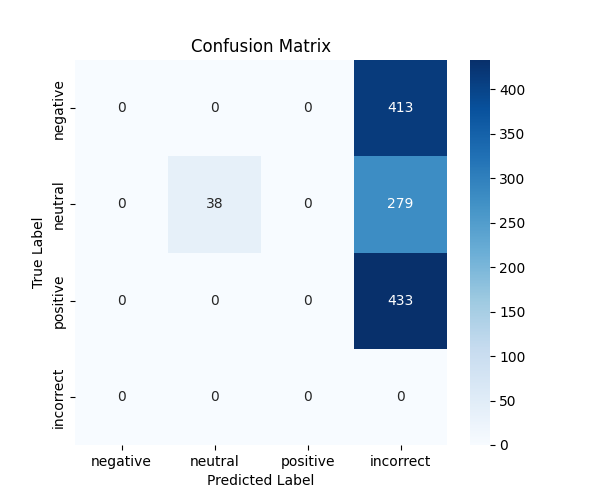 Confusion Matrix
True Label
negative 0 0 0 413
neutral 0 38 0 279
positive 0 0 0 433
incorrect 0 0 0 0
negative neutral positive incorrect
Predicted Label
400
350
300
250
200
150
100
50
0